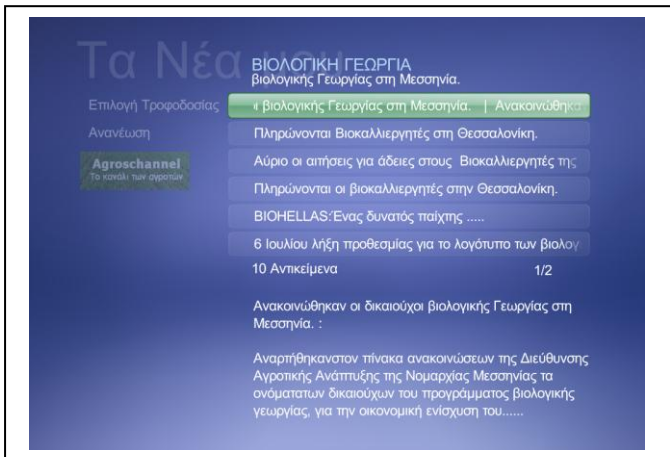 Τα Νέα μου
ΒΙΟΛΟΓΙΚΗ ΓΕΩΡΓΙΑ
βιολογικής Γεωργίας στη Μεσσηνία.
Επιλογή Τροφοδοσίας
ι βιολογικής Γεωργίας στη Μεσσηνία. | Ανακοινώθηκα
Ανανέωση
Πληρώνονται Βιοκαλλιεργητές στη Θεσσαλονίκη.
Agroschannel
Το κανάλι των αγροτών
Αύριο οι αιτήσεις για άδειες στους Βιοκαλλιεργητές της
Πληρώνονται οι βιοκαλλιεργητές στην Θεσσαλονίκη.
BIOHELLAS:Ένας δυνατός παίχτης .....
6 Ιουλίου λήξη προθεσμίας για το λογότυπο των βιολογ
10 Αντικείμενα 1/2
Ανακοινώθηκαν οι δικαιούχοι βιολογικής Γεωργίας στη
Μεσσηνία. :
Αναρτήθηκανστον πίνακα ανακοινώσεων της Διεύθυνσης
Αγροτικής Ανάπτυξης της Νομαρχίας Μεσσηνίας τα
ονόματατων δικαιούχων του προγράμματος βιολογικής
γεωργίας, για την οικονομική ενίσχυση του......